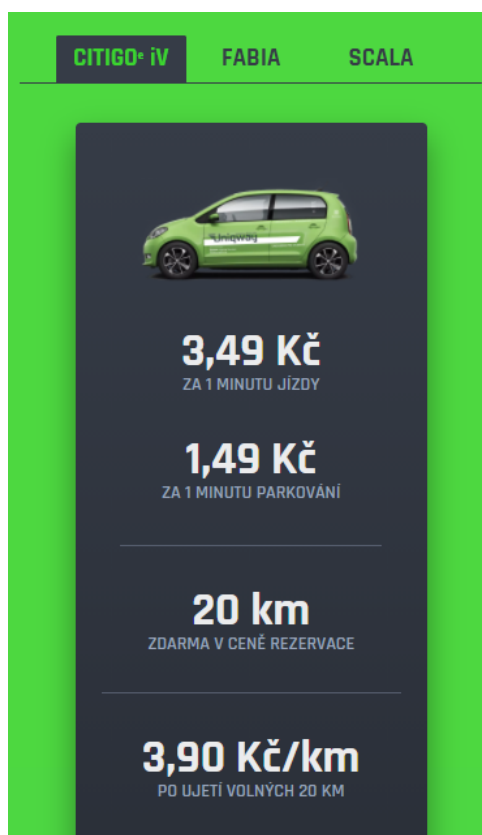 CITIGOe iV
FABIA
SCALA
Uniqway
3,49 Kč
ZA 1 MINUTU JÍZDY
1,49 Kč
ZA 1 MINUTU PARKOVÁNÍ
20 km
ZDARMA V CENĚ REZERVACE
3,90 Kč/km
PO UJETÍ VOLNÝCH 20 KM